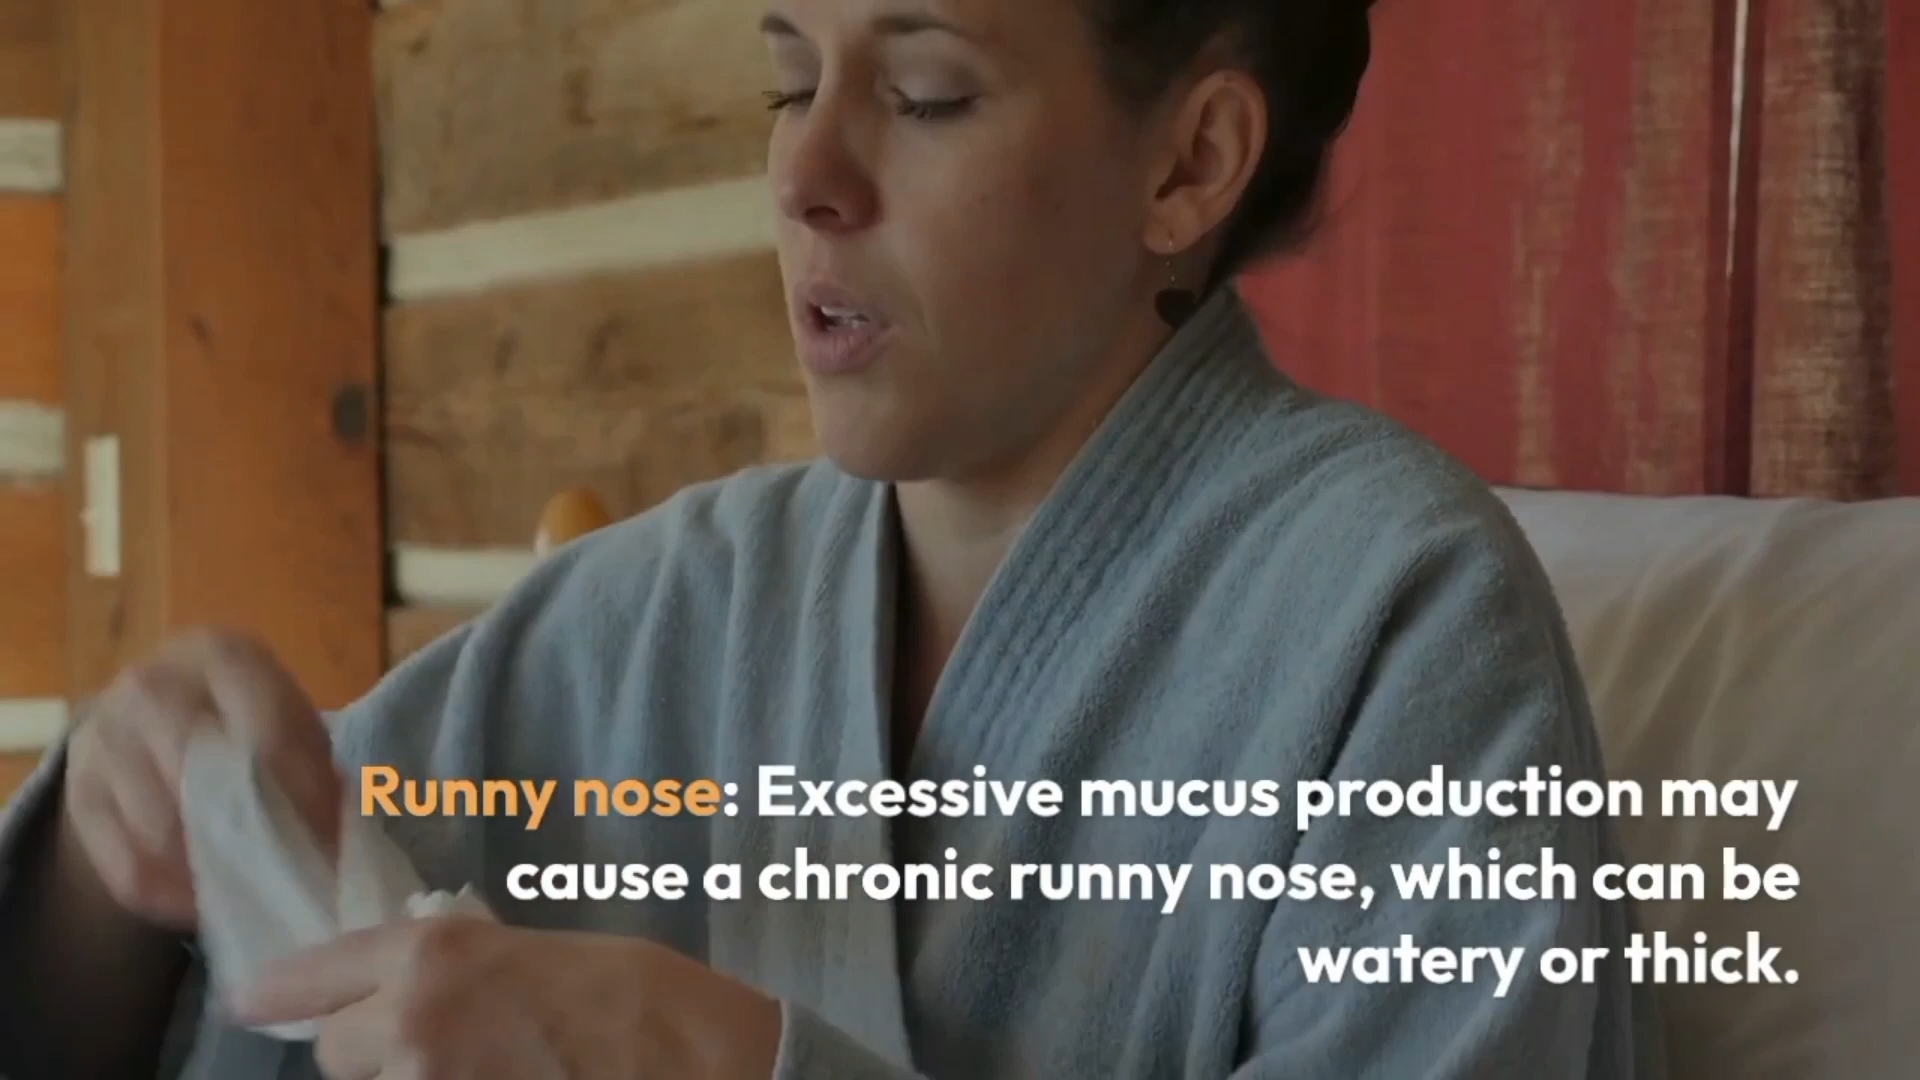 Runny nose: Excessive mucus production may
cause a chronic runny nose, which can be
watery or thick.